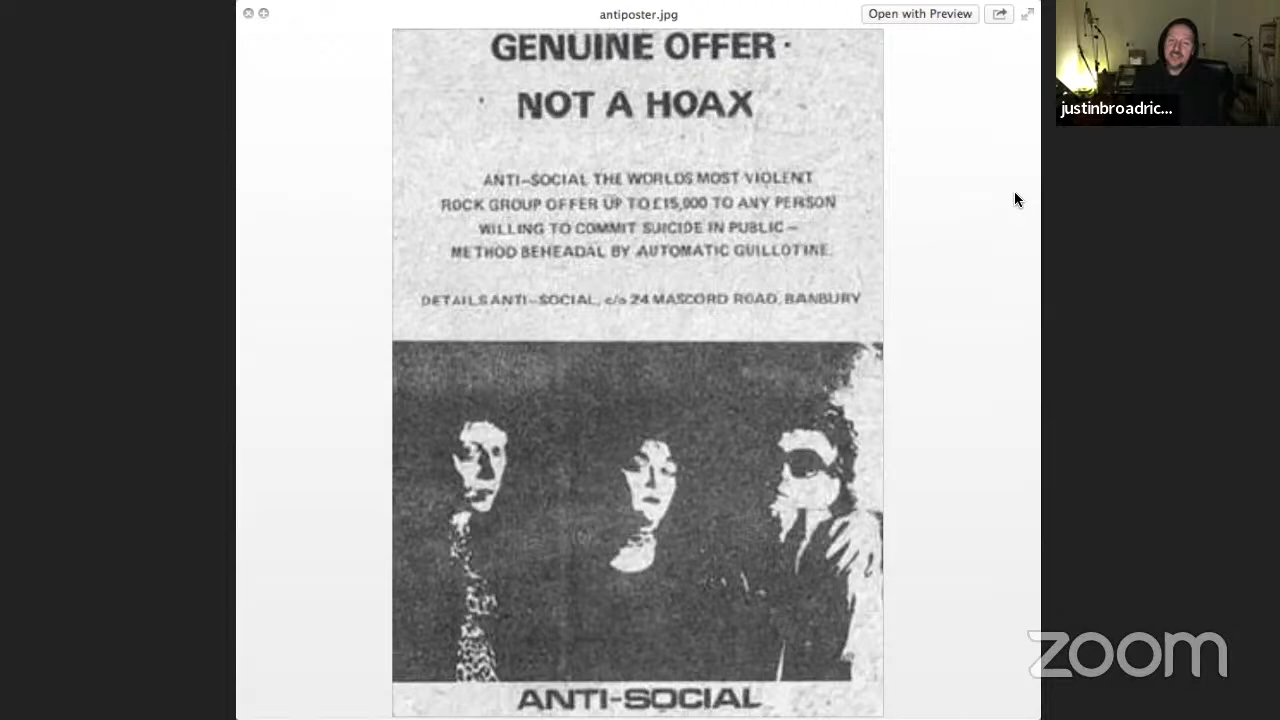 antiposter.jpg
Open with Preview
GENUINE OFFER
NOT A HOAX
ANTI-SOCIAL THE WORLDS MOST VIOLENT
ROCK GROUP OFFER UP TO £15,000 TO ANY PERSON
WILLING TO COMMIT SUICIDE IN PUBLIC —
METHOD BEHEADAL BY AUTOMATIC GUILLOTINE.
DETAILS ANTI-SOCIAL, c/o 24 MASCORD ROAD, BANBURY
ANTI-SOCIAL
justinbroadric...
zoom